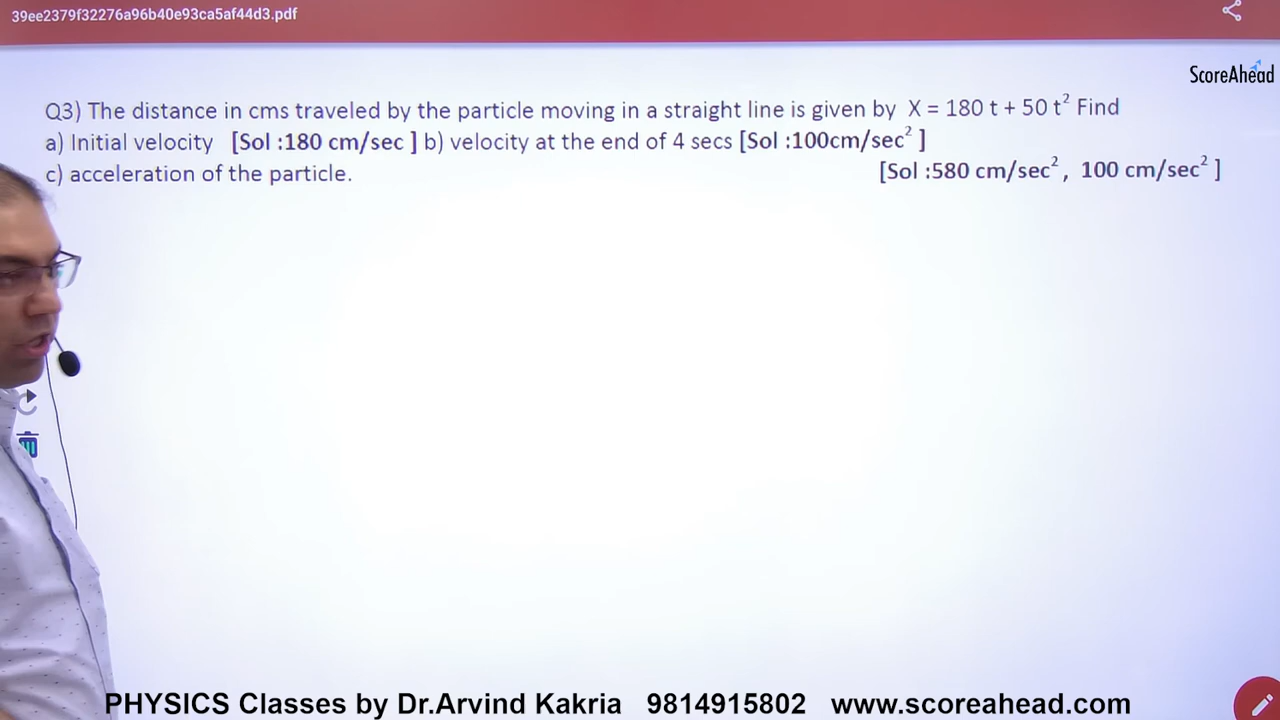 39ee2379f32276a96b40e93ca5af44d3.pdf
ScoreAhead
Q3) The distance in cms traveled by the particle moving in a straight line is given by X = 180 t + 50 t² Find
a) Initial velocity [Sol :180 cm/sec ] b) velocity at the end of 4 secs [Sol :100cm/sec² ]
c) acceleration of the particle. [Sol :580 cm/sec² , 100 cm/sec² ]
PHYSICS Classes by Dr.Arvind Kakria 9814915802 www.scoreahead.com